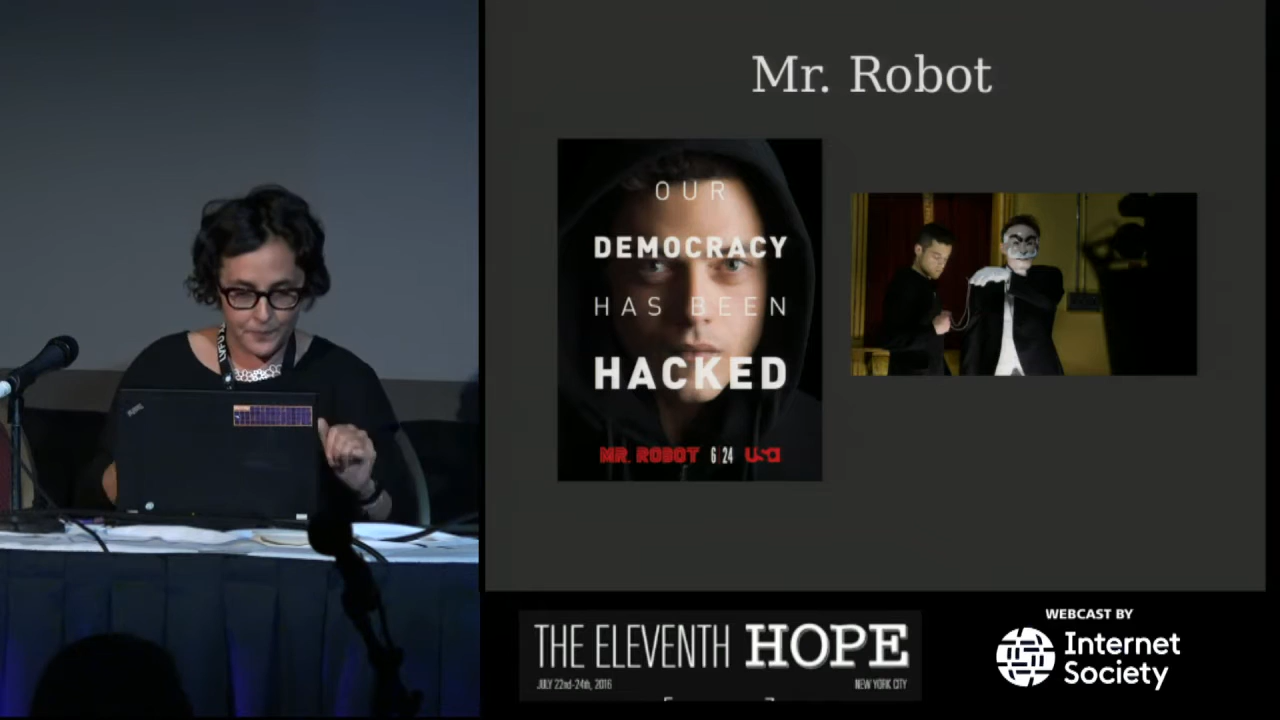 Mr. Robot
OUR
DEMOCRACY
HAS BEEN
HACKED
MR. ROBOT 6 24 USA
THE ELEVENTH HOPE
JULY 22nd-24th, 2016 NEW YORK CITY
WEBCAST BY
Internet
Society